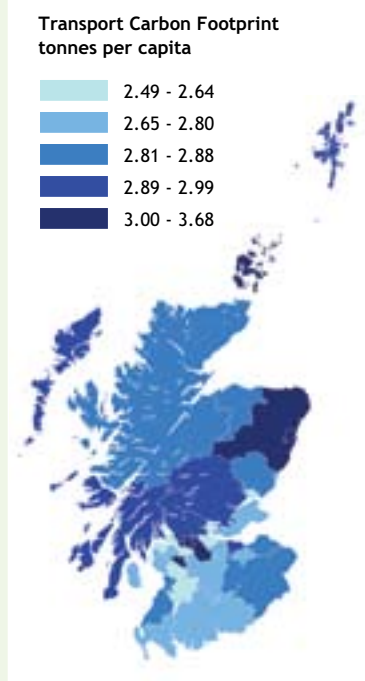 Transport Carbon Footprint
tonnes per capita
2.49 - 2.64
2.65 - 2.80
2.81 - 2.88
2.89 - 2.99
3.00 - 3.68